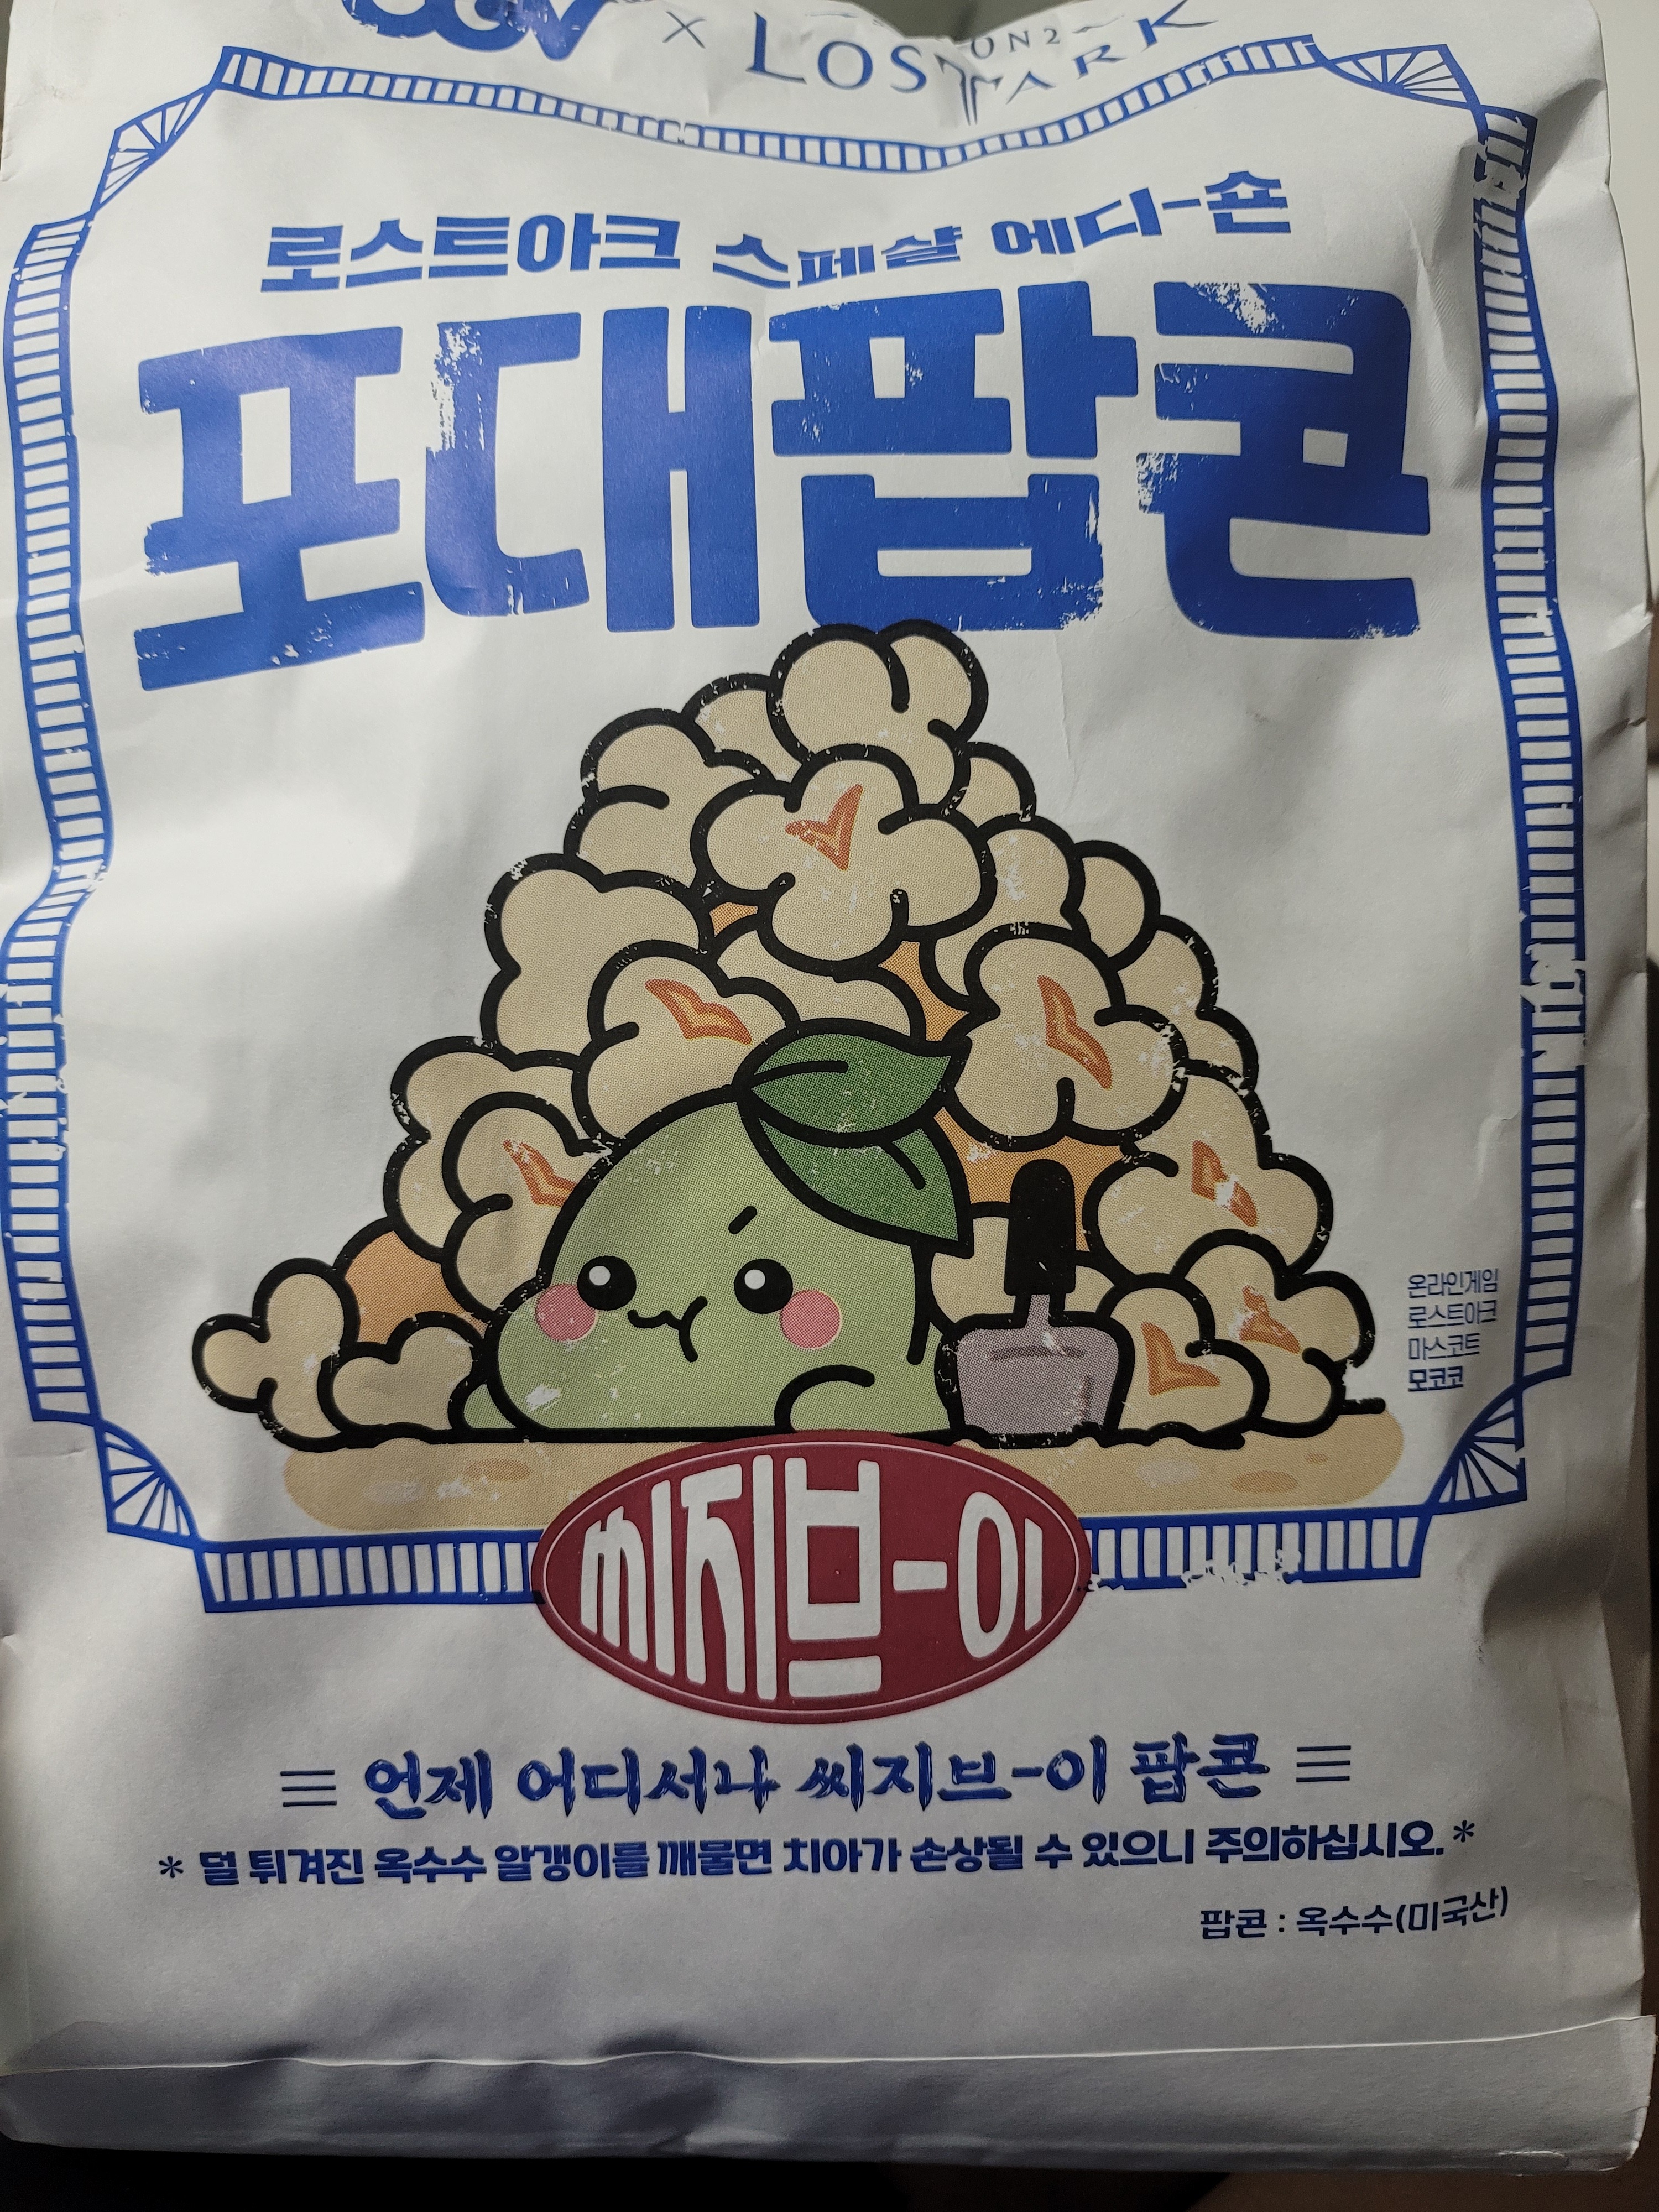 CGV × LOST ARK
로스트아크 스페샬 에디-숀
포대팝콘
온라인게임
로스트아크
마스코트
모코코
씨지브-이
언제 어디서나 씨지브-이 팝콘
* 덜 튀겨진 옥수수 알갱이를 깨물면 치아가 손상될 수 있으니 주의하십시오. *
팝콘 : 옥수수(미국산)